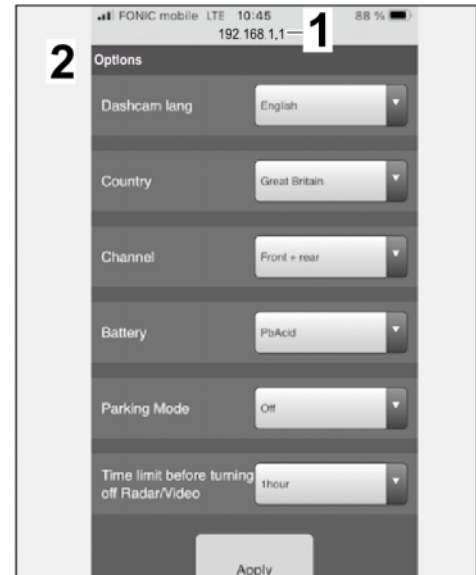 FONIC mobile LTE 10:45 88 %
192.168.1.1 1
2
Options
Dashcam lang English
Country Great Britain
Channel Front + rear
Battery PbAcid
Parking Mode Off
Time limit before turning
off Radar/Video 1hour
Apply